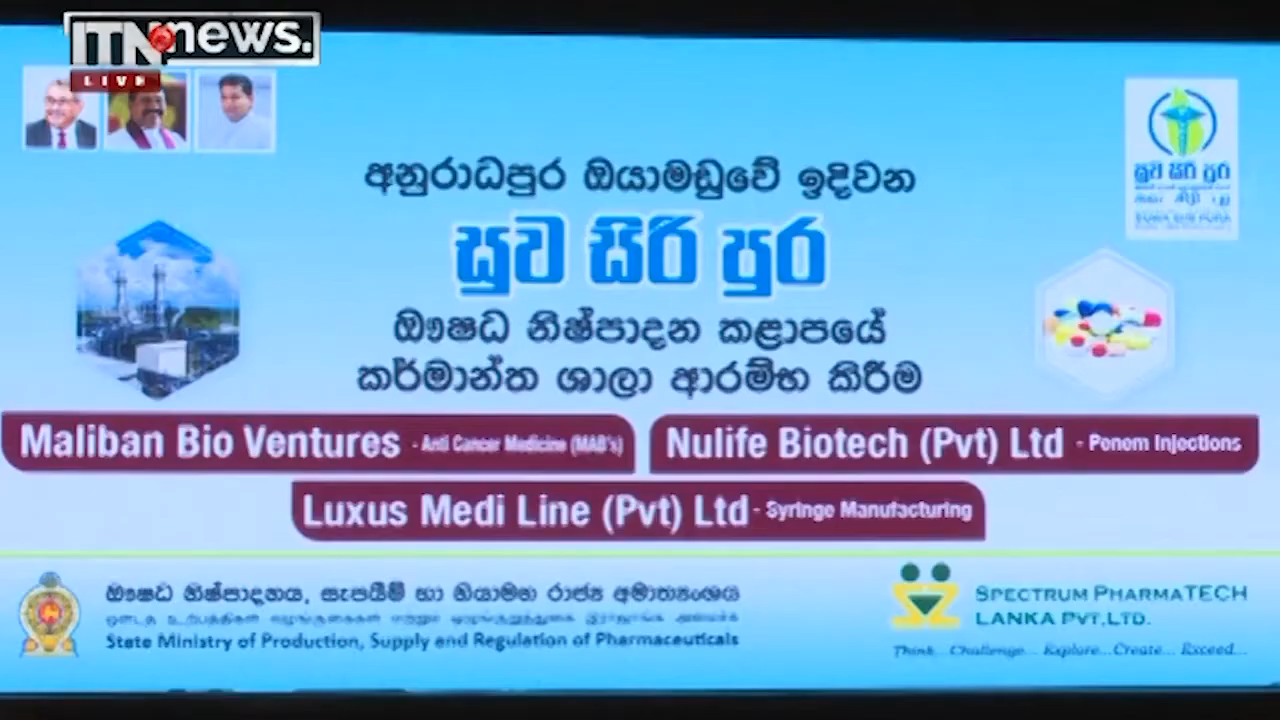 ITN news.
LIVE
අනුරාධපුර ඔයාමඩුවේ ඉදිවන
සුව සිරි පුර
ඖෂධ නිෂ්පාදන කළාපයේ
කර්මාන්ත ශාලා ආරම්භ කිරීම
සුව සිරි පුර
Maliban Bio Ventures - Anti Cancer Medicine (MAB's)
Nulife Biotech (Pvt) Ltd - Penem Injections
Luxus Medi Line (Pvt) Ltd - Syringe Manufacturing
ඖෂධ නිෂ්පාදනය, සැපයීම් හා නියාමන රාජ්‍ය අමාත්‍යංශය
State Ministry of Production, Supply and Regulation of Pharmaceuticals
SPECTRUM PHARMATECH
LANKA PVT.LTD.
Think... Challenge... Explore...Create... Exceed...